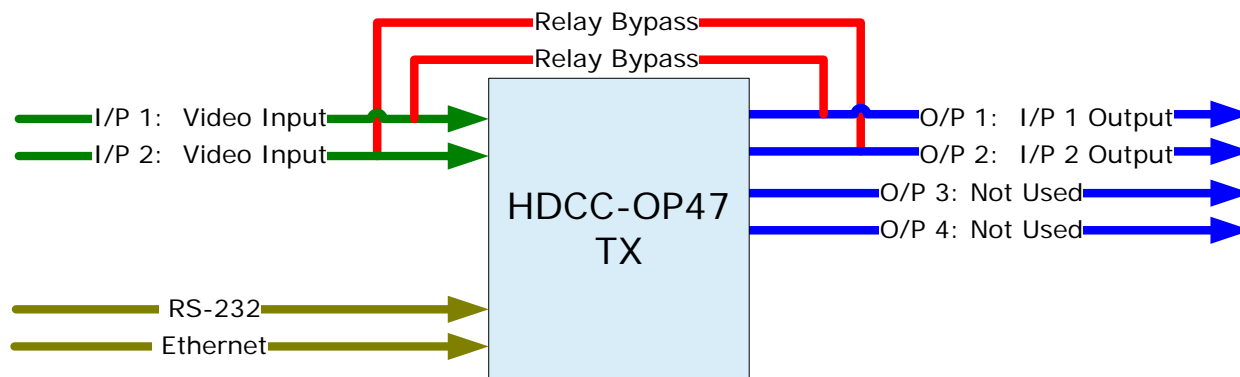 Relay Bypass
Relay Bypass
I/P 1: Video Input
I/P 2: Video Input
HDCC-OP47
TX
O/P 1: I/P 1 Output
O/P 2: I/P 2 Output
O/P 3: Not Used
O/P 4: Not Used
RS-232
Ethernet